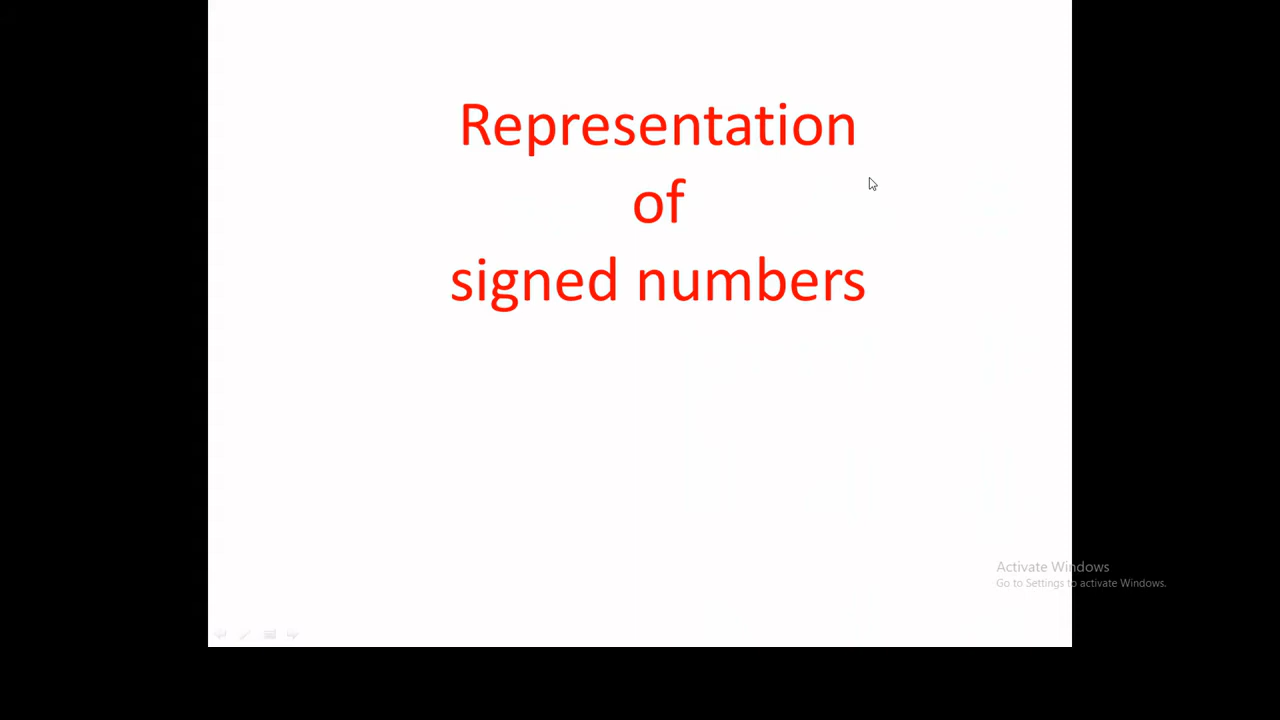 Representation
of
signed numbers
Activate Windows
Go to Settings to activate Windows.